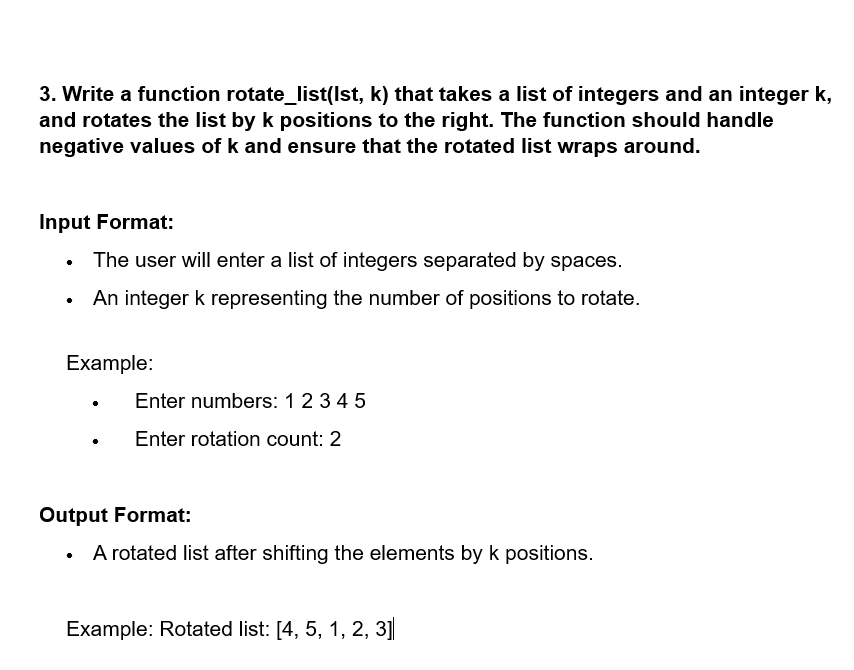 3. Write a function rotate_list(lst, k) that takes a list of integers and an integer k,
and rotates the list by k positions to the right. The function should handle
negative values of k and ensure that the rotated list wraps around.
Input Format:
• The user will enter a list of integers separated by spaces.
• An integer k representing the number of positions to rotate.
Example:
• Enter numbers: 1 2 3 4 5
• Enter rotation count: 2
Output Format:
• A rotated list after shifting the elements by k positions.
Example: Rotated list: [4, 5, 1, 2, 3]